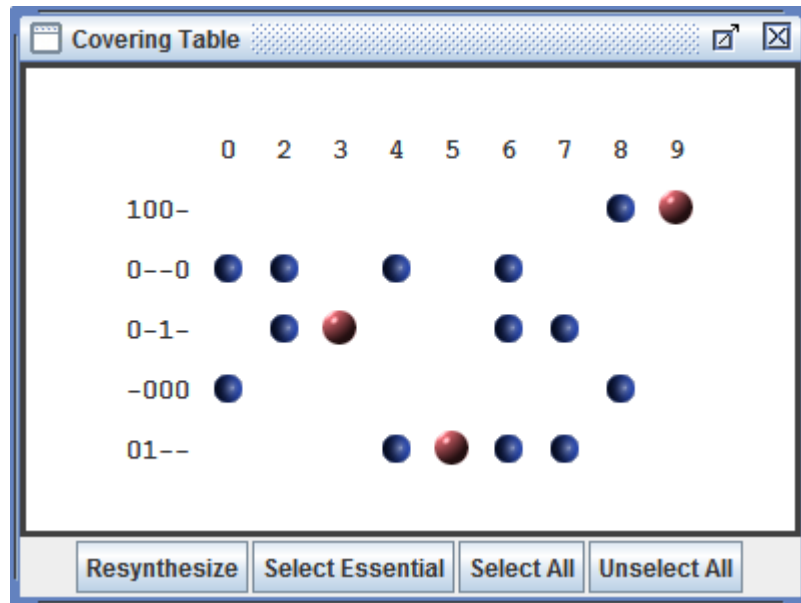 Covering Table
0 2 3 4 5 6 7 8 9
100-
0--0
0-1-
-000
01--
Resynthesize Select Essential Select All Unselect All